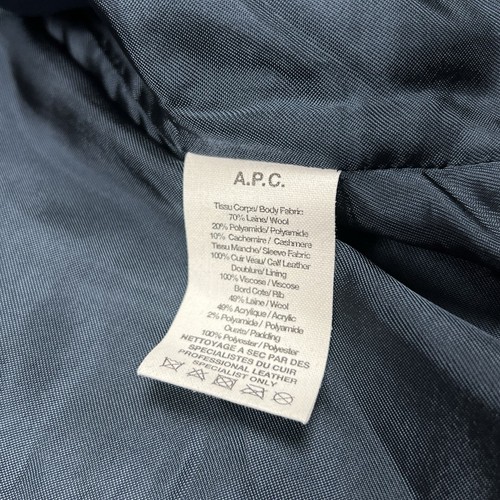 A.P.C.
Tissu Corps/ Body Fabric
70% Laine/ Wool
20% Polyamide/ Polyamide
10% Cachemire / Cashmere
Tissu Manche/ Sleeve Fabric
100% Cuir Veau/ Calf Leather
Doublure/ Lining
100% Viscose/ Viscose
Bord Cote/ Rib
49% Laine/ Wool
49% Acrylique/ Acrylic
2% Polyamide / Polyamide
Ouate/ Padding
100% Polyester/ Polyester
NETTOYAGE A SEC PAR DES
SPECIALISTES DU CUIR
PROFESSIONAL LEATHER
SPECIALIST ONLY